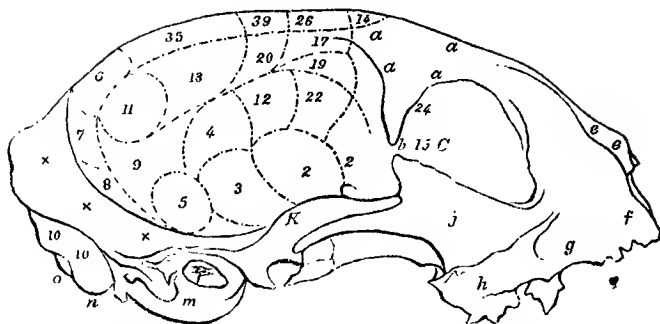 39 26 14
35 a
17 a
6 13 20 a
19 a
11 12 22 24
7 4 e
b 15 C e
9 2 2
8 3
5
x K j f
10 x g
10 h
o n m